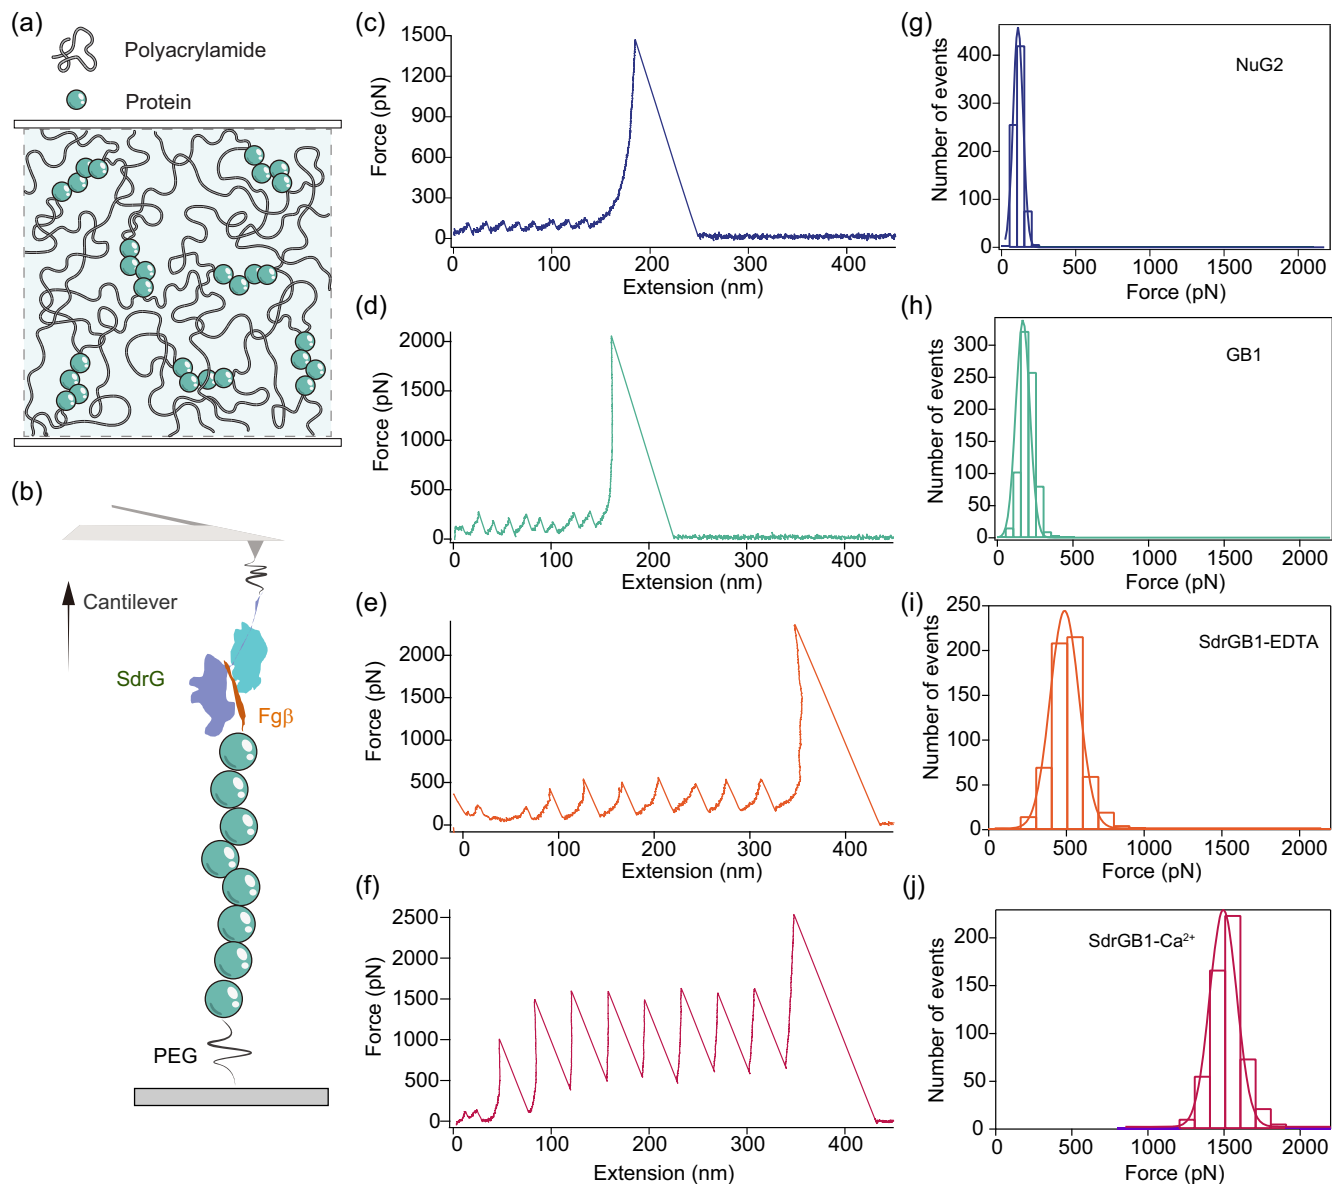 (a)
Polyacrylamide
Protein
(b)
Cantilever
SdrG
Fgβ
PEG
(c)
1500
1200
900
600
300
0
Force (pN)
0 100 200 300 400
Extension (nm)
(d)
2000
1500
1000
500
0
Force (pN)
0 100 200 300 400
Extension (nm)
(e)
2000
1500
1000
500
0
Force (pN)
0 100 200 300 400
Extension (nm)
(f)
2500
2000
1500
1000
500
0
Force (pN)
0 100 200 300 400
Extension (nm)
(g)
NuG2
400
300
200
100
0
Number of events
0 500 1000 1500 2000
Force (pN)
(h)
GB1
300
200
100
0
Number of events
0 500 1000 1500 2000
Force (pN)
(i)
SdrGB1-EDTA
250
200
150
100
50
0
Number of events
0 500 1000 1500 2000
Force (pN)
(j)
SdrGB1-Ca²⁺
200
150
100
50
0
Number of events
0 500 1000 1500 2000
Force (pN)